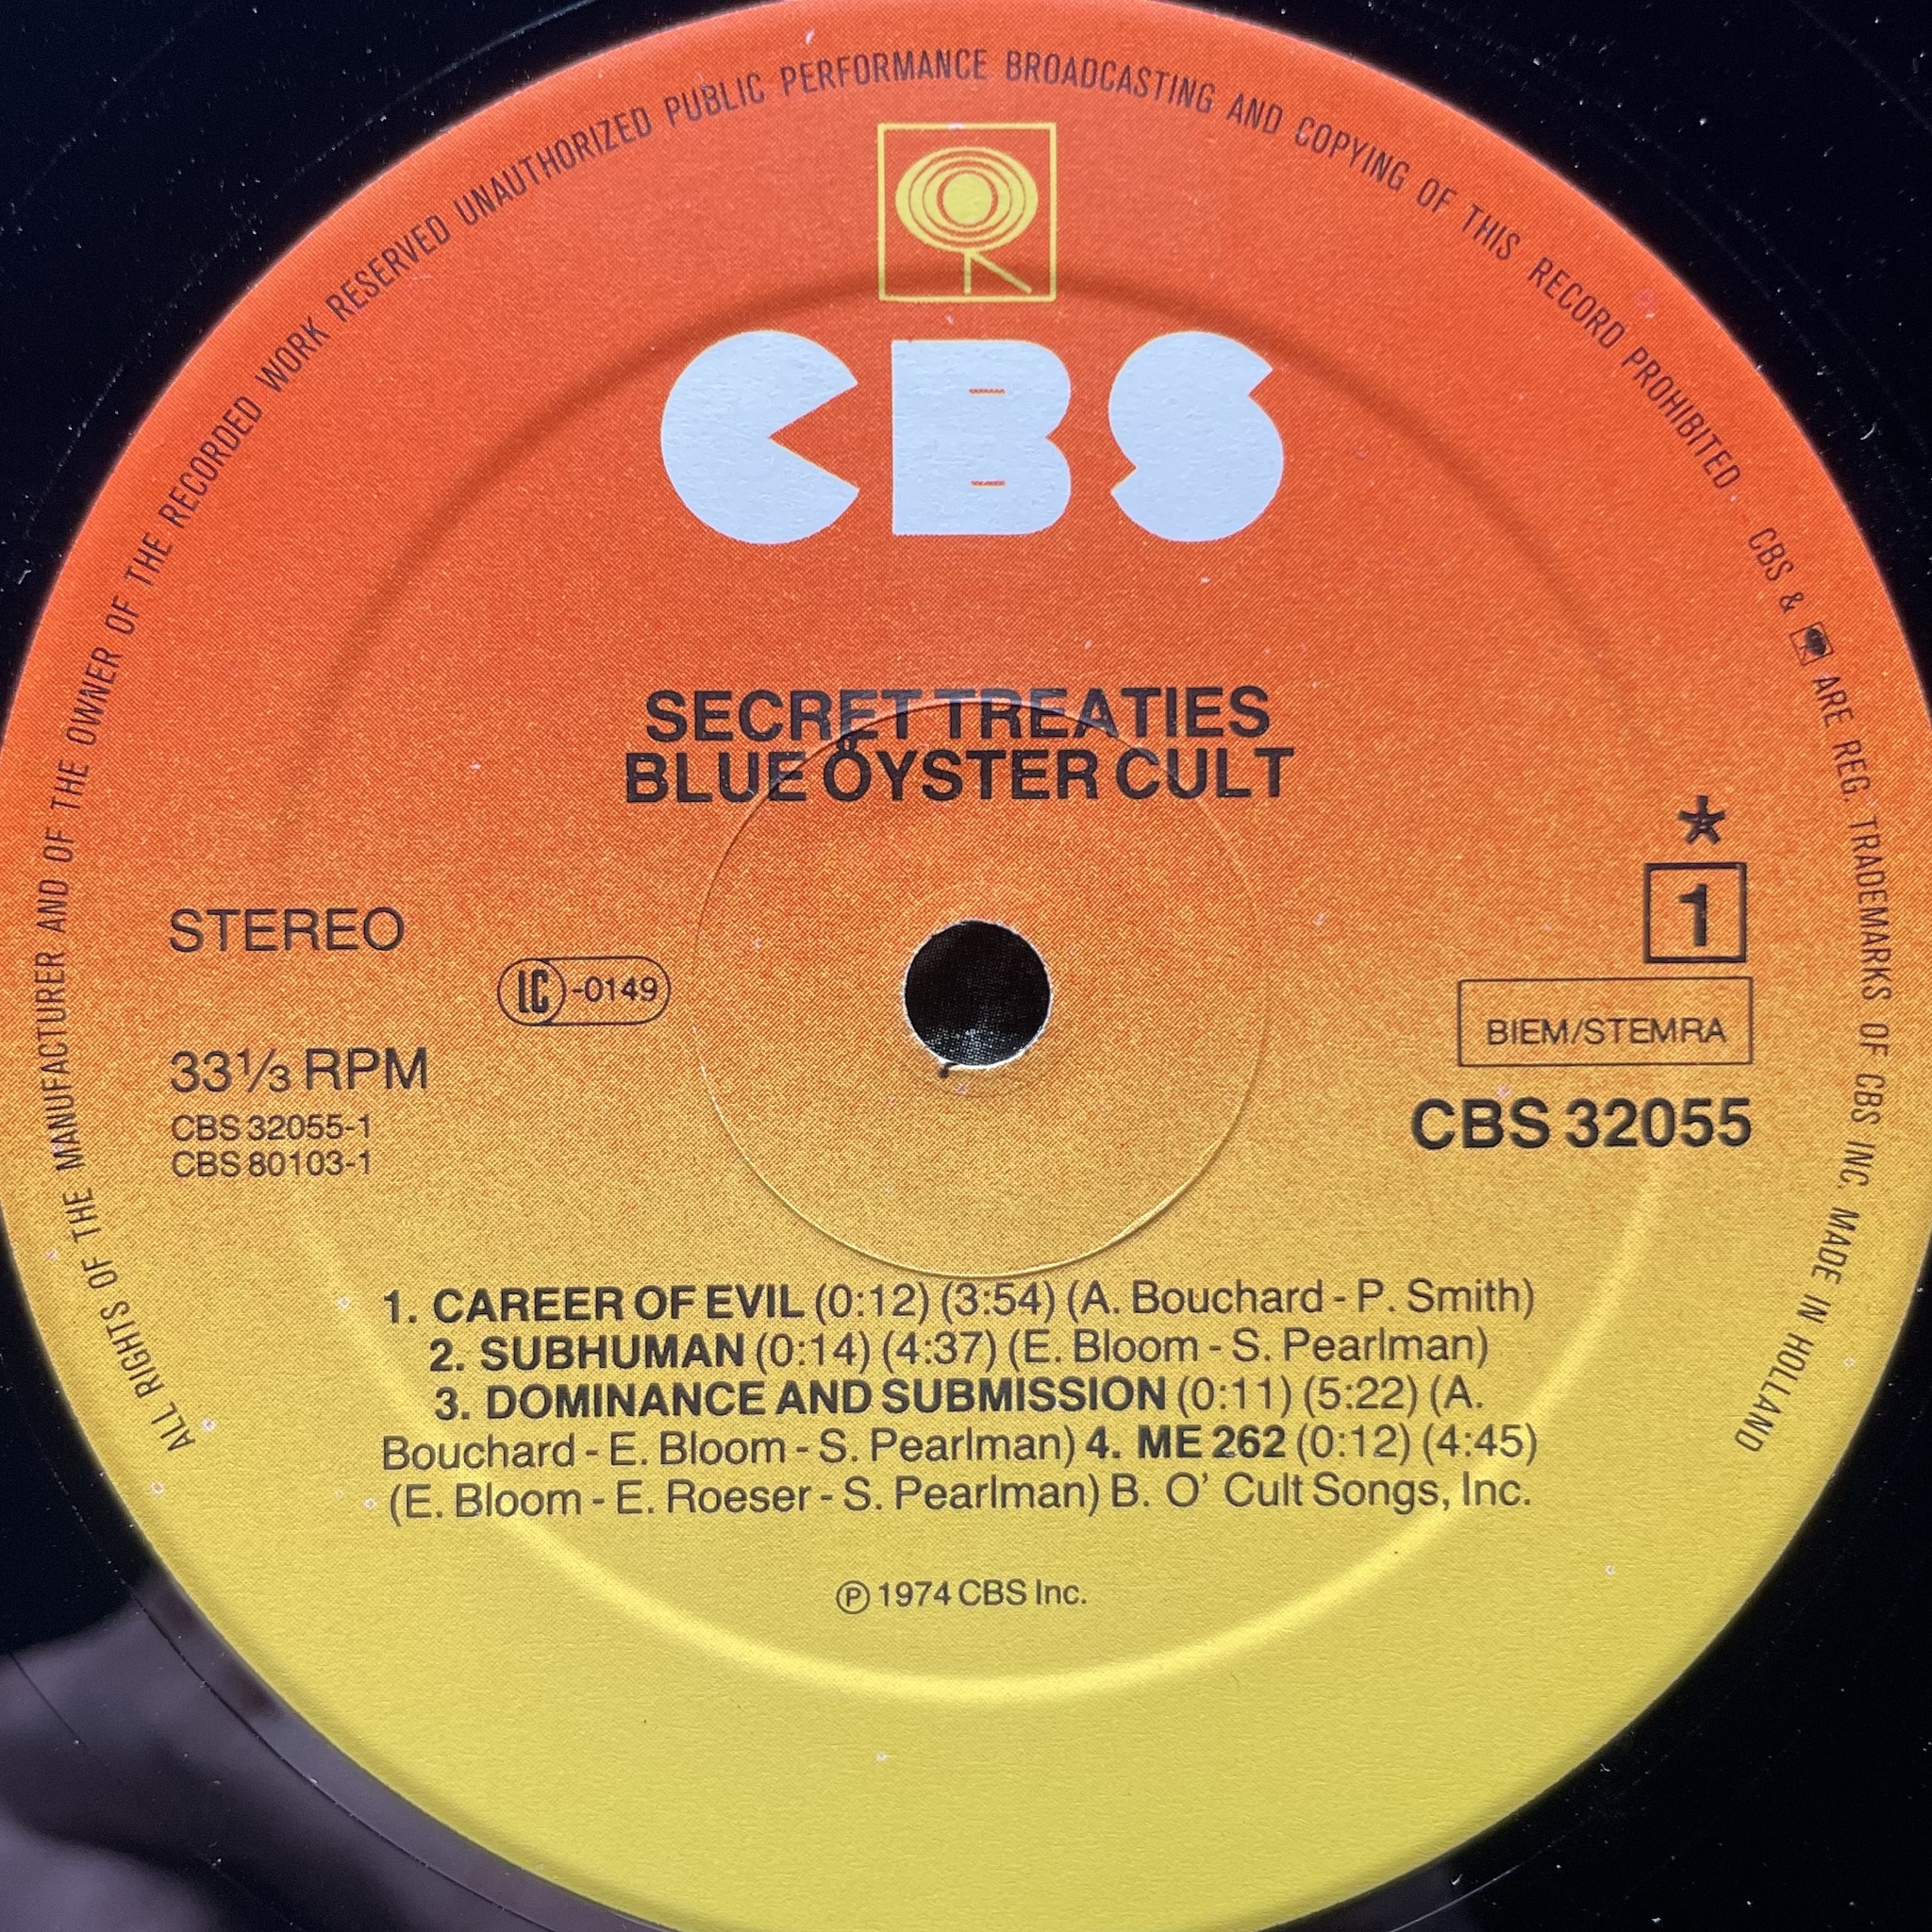 ALL RIGHTS OF THE MANUFACTURER AND OF THE OWNER OF THE RECORDED WORK RESERVED UNAUTHORIZED PUBLIC PERFORMANCE BROADCASTING AND COPYING OF THIS RECORD PROHIBITED - CBS & ARE REG. TRADEMARKS OF CBS INC. MADE IN HOLLAND
CBS
SECRET TREATIES
BLUE ÖYSTER CULT
STEREO
LC-0149
33⅓ RPM
CBS 32055-1
CBS 80103-1
*
1
BIEM/STEMRA
CBS 32055
1. CAREER OF EVIL (0:12) (3:54) (A. Bouchard - P. Smith)
2. SUBHUMAN (0:14) (4:37) (E. Bloom - S. Pearlman)
3. DOMINANCE AND SUBMISSION (0:11) (5:22) (A.
Bouchard - E. Bloom - S. Pearlman) 4. ME 262 (0:12) (4:45)
(E. Bloom - E. Roeser - S. Pearlman) B. O' Cult Songs, Inc.
℗ 1974 CBS Inc.